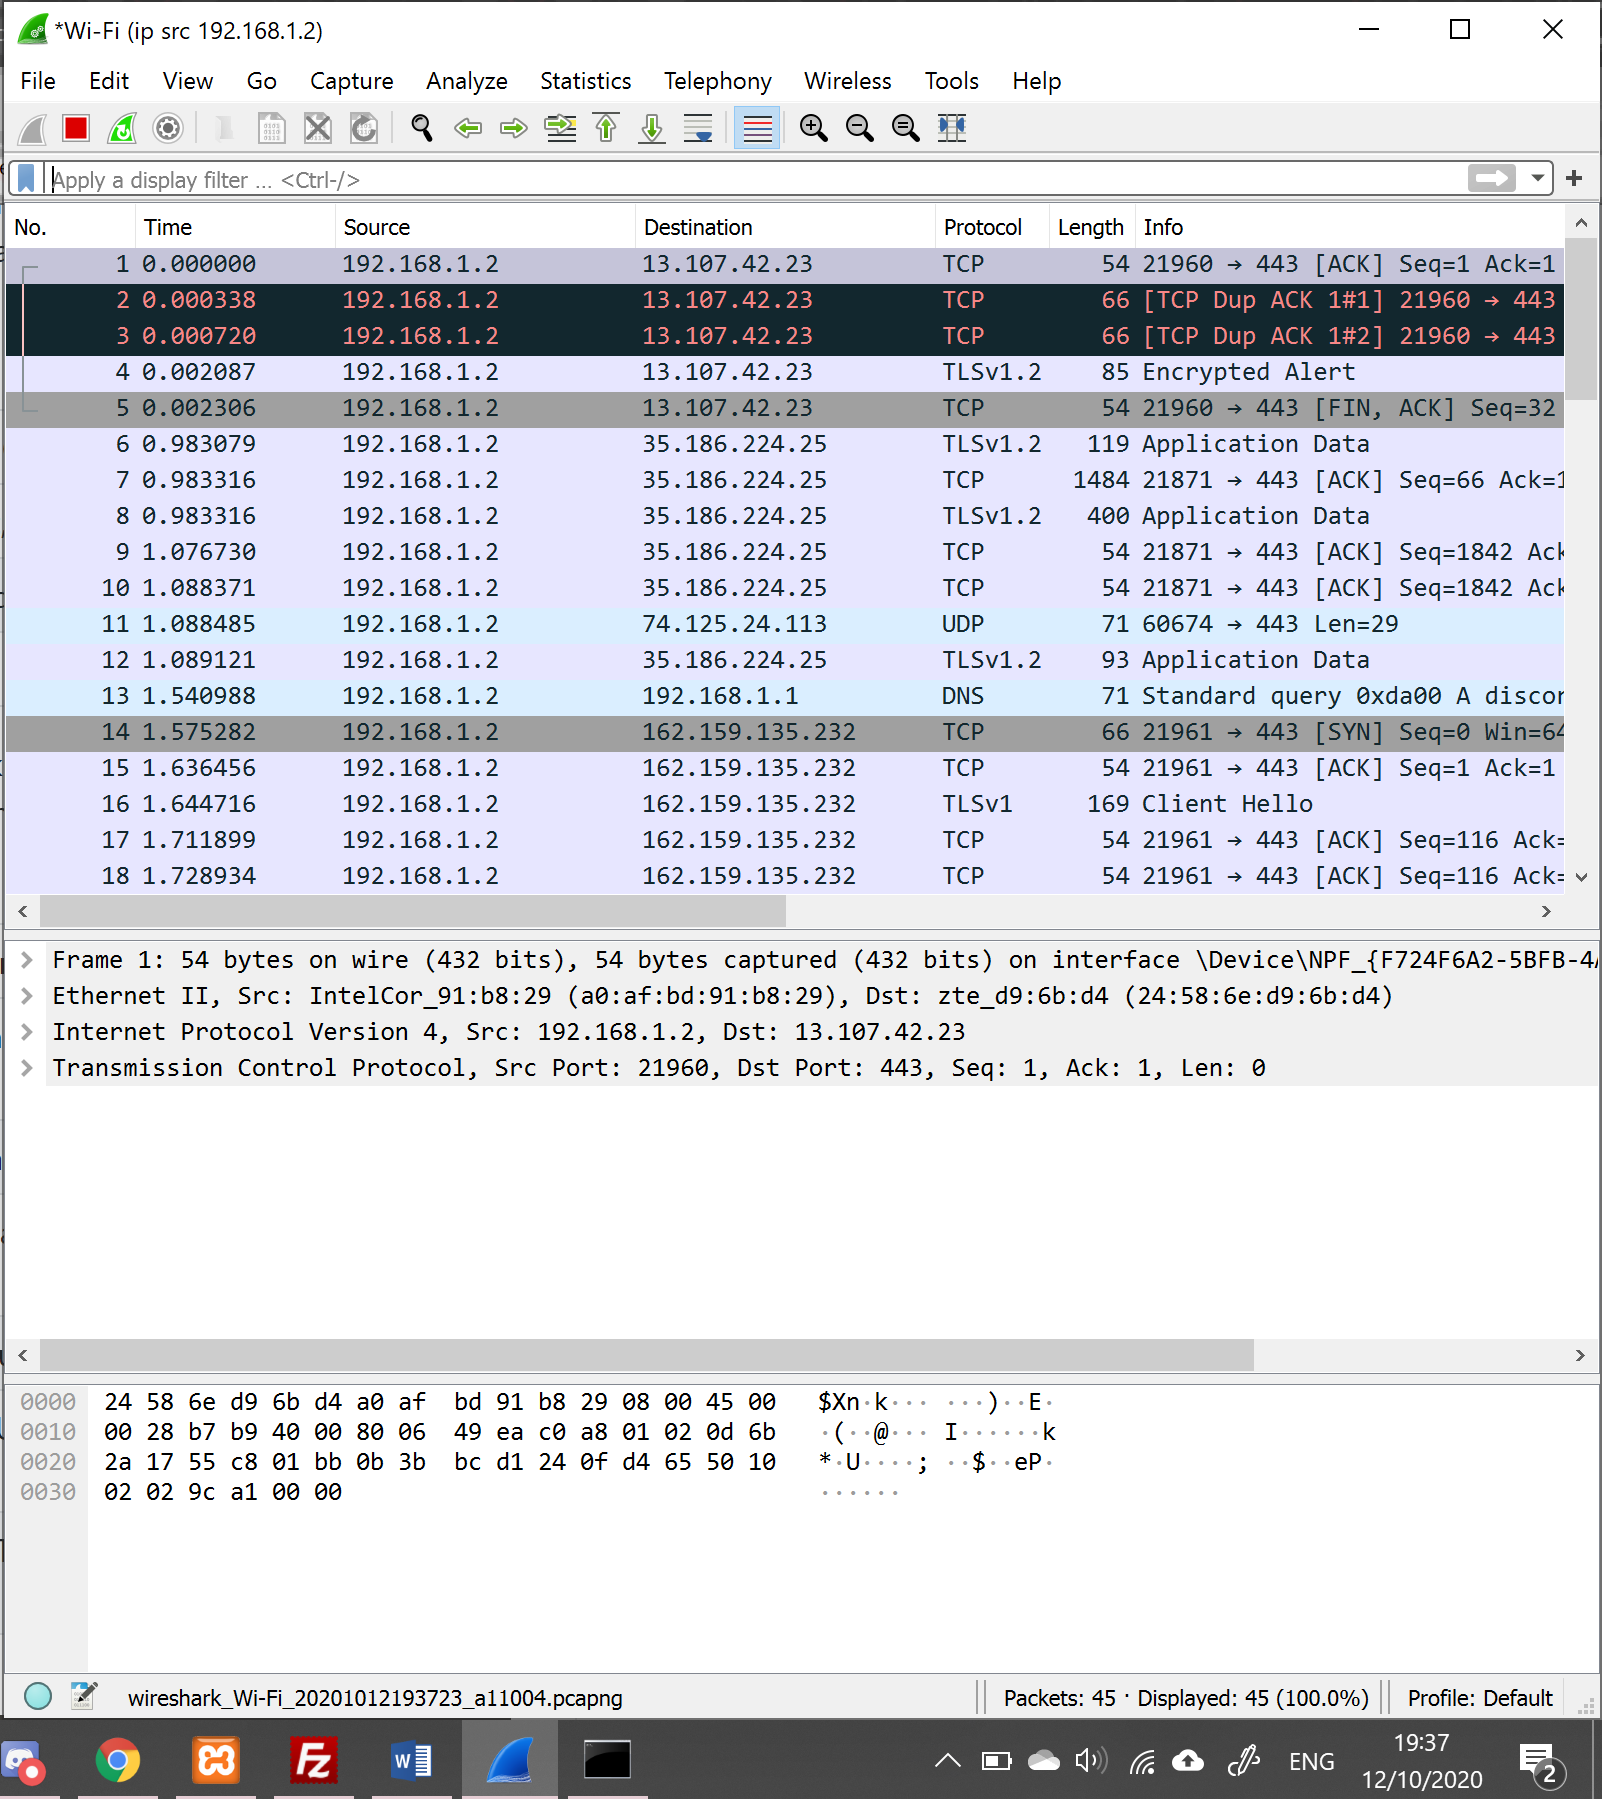 *Wi-Fi (ip src 192.168.1.2)
File Edit View Go Capture Analyze Statistics Telephony Wireless Tools Help
Apply a display filter ... <Ctrl-/>
No. Time Source Destination Protocol Length Info
1 0.000000 192.168.1.2 13.107.42.23 TCP 54 21960 → 443 [ACK] Seq=1 Ack=1
2 0.000338 192.168.1.2 13.107.42.23 TCP 66 [TCP Dup ACK 1#1] 21960 → 443
3 0.000720 192.168.1.2 13.107.42.23 TCP 66 [TCP Dup ACK 1#2] 21960 → 443
4 0.002087 192.168.1.2 13.107.42.23 TLSv1.2 85 Encrypted Alert
5 0.002306 192.168.1.2 13.107.42.23 TCP 54 21960 → 443 [FIN, ACK] Seq=32
6 0.983079 192.168.1.2 35.186.224.25 TLSv1.2 119 Application Data
7 0.983316 192.168.1.2 35.186.224.25 TCP 1484 21871 → 443 [ACK] Seq=66 Ack=1
8 0.983316 192.168.1.2 35.186.224.25 TLSv1.2 400 Application Data
9 1.076730 192.168.1.2 35.186.224.25 TCP 54 21871 → 443 [ACK] Seq=1842 Ack
10 1.088371 192.168.1.2 35.186.224.25 TCP 54 21871 → 443 [ACK] Seq=1842 Ack
11 1.088485 192.168.1.2 74.125.24.113 UDP 71 60674 → 443 Len=29
12 1.089121 192.168.1.2 35.186.224.25 TLSv1.2 93 Application Data
13 1.540988 192.168.1.2 192.168.1.1 DNS 71 Standard query 0xda00 A discor
14 1.575282 192.168.1.2 162.159.135.232 TCP 66 21961 → 443 [SYN] Seq=0 Win=64
15 1.636456 192.168.1.2 162.159.135.232 TCP 54 21961 → 443 [ACK] Seq=1 Ack=1
16 1.644716 192.168.1.2 162.159.135.232 TLSv1 169 Client Hello
17 1.711899 192.168.1.2 162.159.135.232 TCP 54 21961 → 443 [ACK] Seq=116 Ack=
18 1.728934 192.168.1.2 162.159.135.232 TCP 54 21961 → 443 [ACK] Seq=116 Ack=
Frame 1: 54 bytes on wire (432 bits), 54 bytes captured (432 bits) on interface \Device\NPF_{F724F6A2-5BFB-4A
Ethernet II, Src: IntelCor_91:b8:29 (a0:af:bd:91:b8:29), Dst: zte_d9:6b:d4 (24:58:6e:d9:6b:d4)
Internet Protocol Version 4, Src: 192.168.1.2, Dst: 13.107.42.23
Transmission Control Protocol, Src Port: 21960, Dst Port: 443, Seq: 1, Ack: 1, Len: 0
0000 24 58 6e d9 6b d4 a0 af bd 91 b8 29 08 00 45 00 $Xn·k··· ···)··E·
0010 00 28 b7 b9 40 00 80 06 49 ea c0 a8 01 02 0d 6b ·(··@··· I······k
0020 2a 17 55 c8 01 bb 0b 3b bc d1 24 0f d4 65 50 10 *·U····; ··$··eP·
0030 02 02 9c a1 00 00 ······
wireshark_Wi-Fi_20201012193723_a11004.pcapng Packets: 45 · Displayed: 45 (100.0%) Profile: Default
W
Fz
ENG
19:37
12/10/2020
2